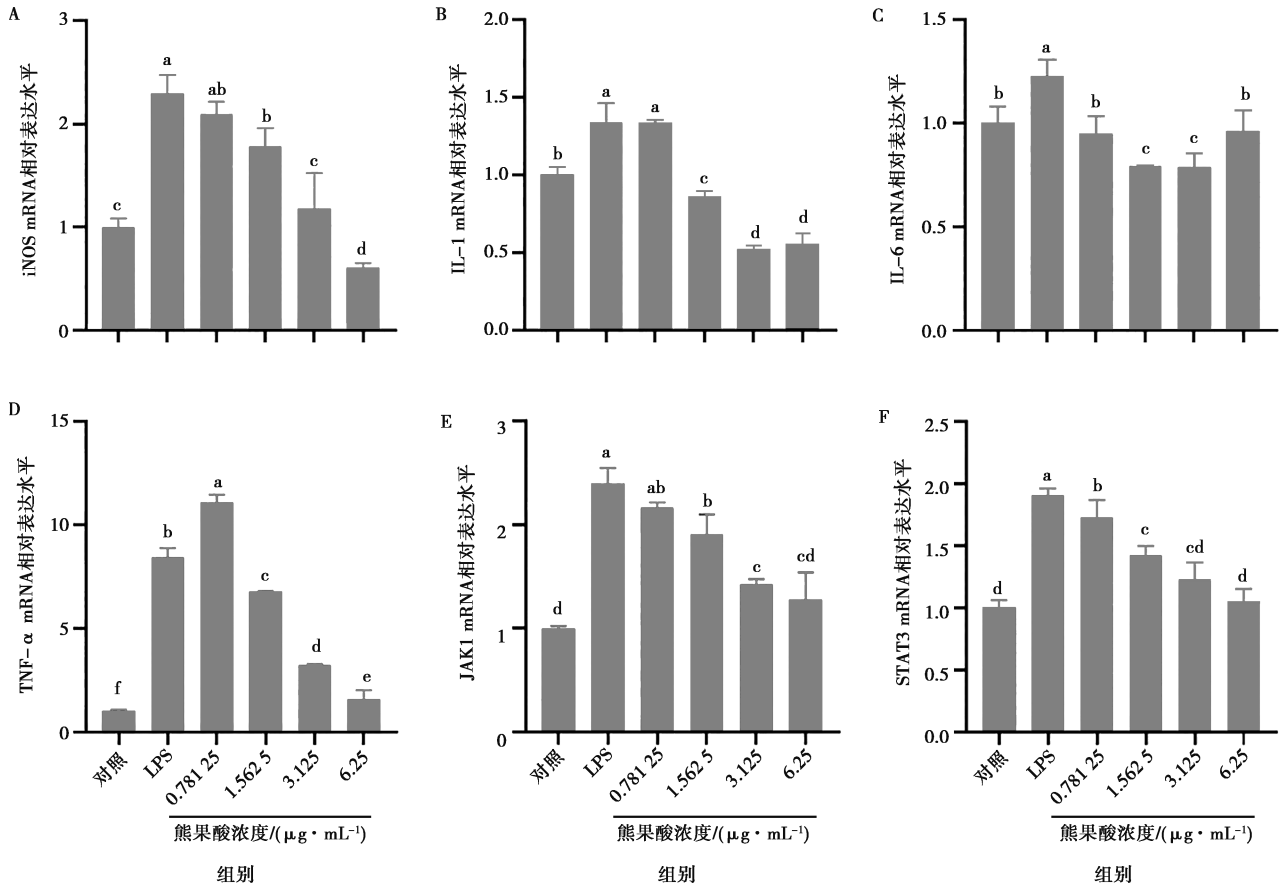 A
iNOS mRNA相对表达水平
3
2
1
0
c
a
ab
b
c
d
B
IL-1 mRNA相对表达水平
2.0
1.5
1.0
0.5
0.0
b
a
a
c
d
d
C
IL-6 mRNA相对表达水平
1.5
1.0
0.5
0.0
b
a
b
c
c
b
D
TNF-α mRNA相对表达水平
15
10
5
0
f
b
a
c
d
e
对照
LPS
0.781 25
1.562 5
3.125
6.25
熊果酸浓度/(μg·mL⁻¹)
组别
E
JAK1 mRNA相对表达水平
3
2
1
0
d
a
ab
b
c
cd
对照
LPS
0.781 25
1.562 5
3.125
6.25
熊果酸浓度/(μg·mL⁻¹)
组别
F
STAT3 mRNA相对表达水平
2.5
2.0
1.5
1.0
0.5
0.0
d
a
b
c
cd
d
对照
LPS
0.781 25
1.562 5
3.125
6.25
熊果酸浓度/(μg·mL⁻¹)
组别